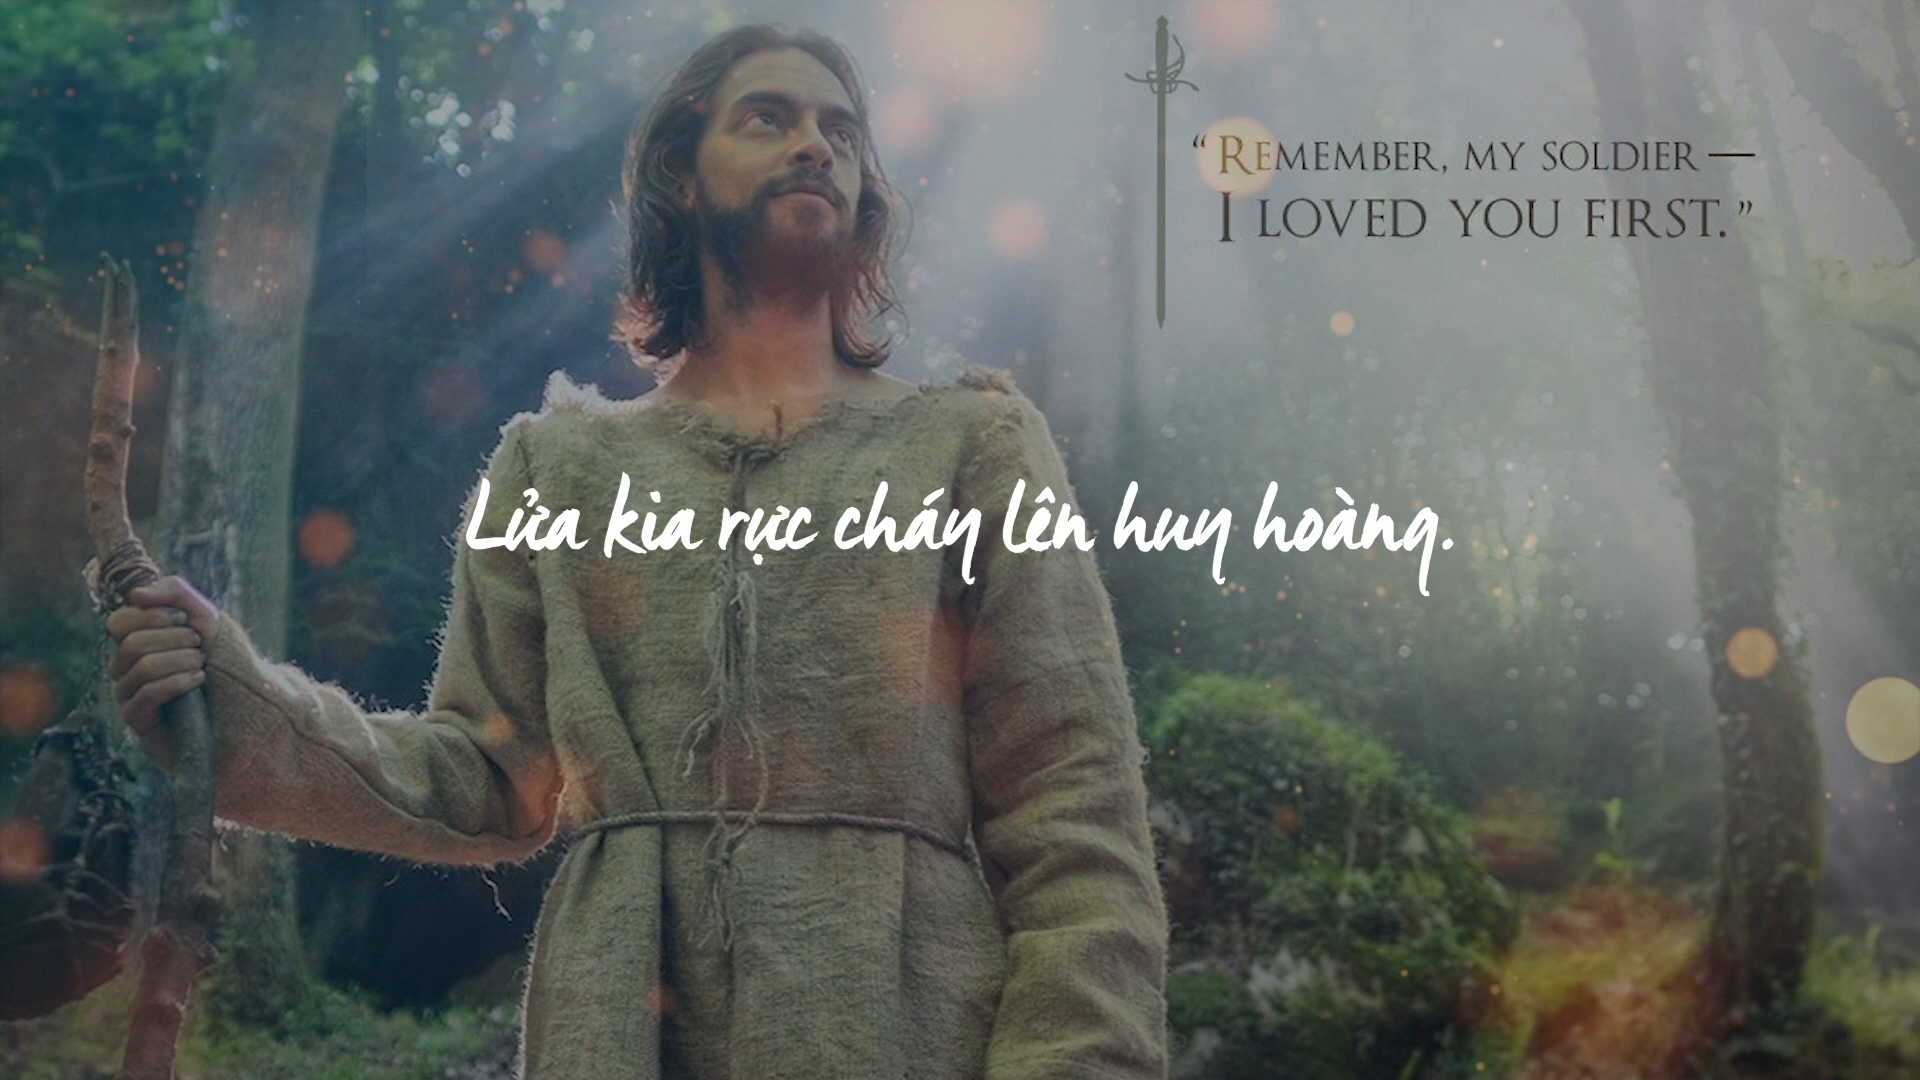 “Remember, my soldier—
I loved you first.”
Lửa kia rực cháy lên huy hoàng.